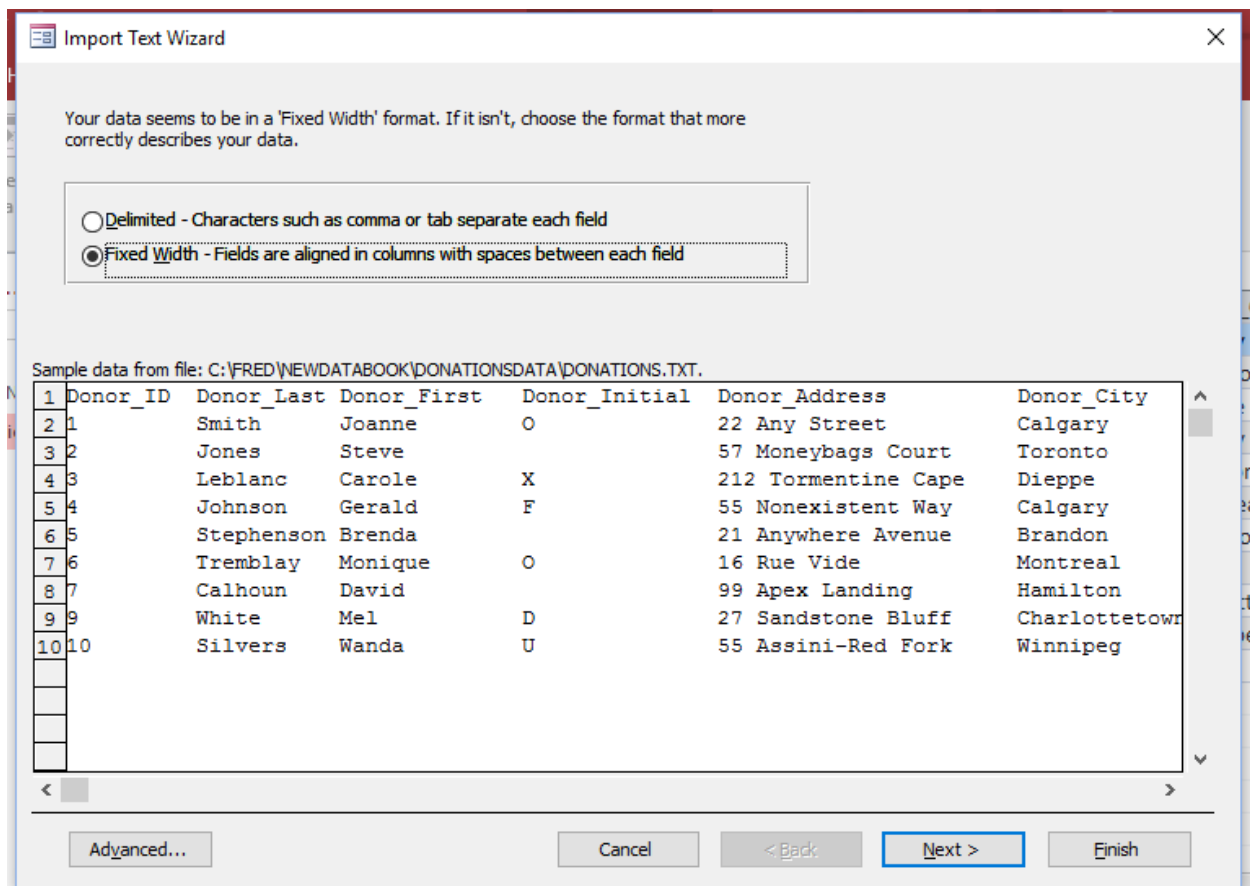 Import Text Wizard
Your data seems to be in a 'Fixed Width' format. If it isn't, choose the format that more
correctly describes your data.
Delimited - Characters such as comma or tab separate each field
Fixed Width - Fields are aligned in columns with spaces between each field
Sample data from file: C:\FRED\NEWDATABOOK\DONATIONSDATA\DONATIONS.TXT.
1 Donor_ID Donor_Last Donor_First Donor_Initial Donor_Address Donor_City
2 1 Smith Joanne O 22 Any Street Calgary
3 2 Jones Steve 57 Moneybags Court Toronto
4 3 Leblanc Carole X 212 Tormentine Cape Dieppe
5 4 Johnson Gerald F 55 Nonexistent Way Calgary
6 5 Stephenson Brenda 21 Anywhere Avenue Brandon
7 6 Tremblay Monique O 16 Rue Vide Montreal
8 7 Calhoun David 99 Apex Landing Hamilton
9 9 White Mel D 27 Sandstone Bluff Charlottetown
10 10 Silvers Wanda U 55 Assini-Red Fork Winnipeg
Advanced... Cancel < Back Next > Finish